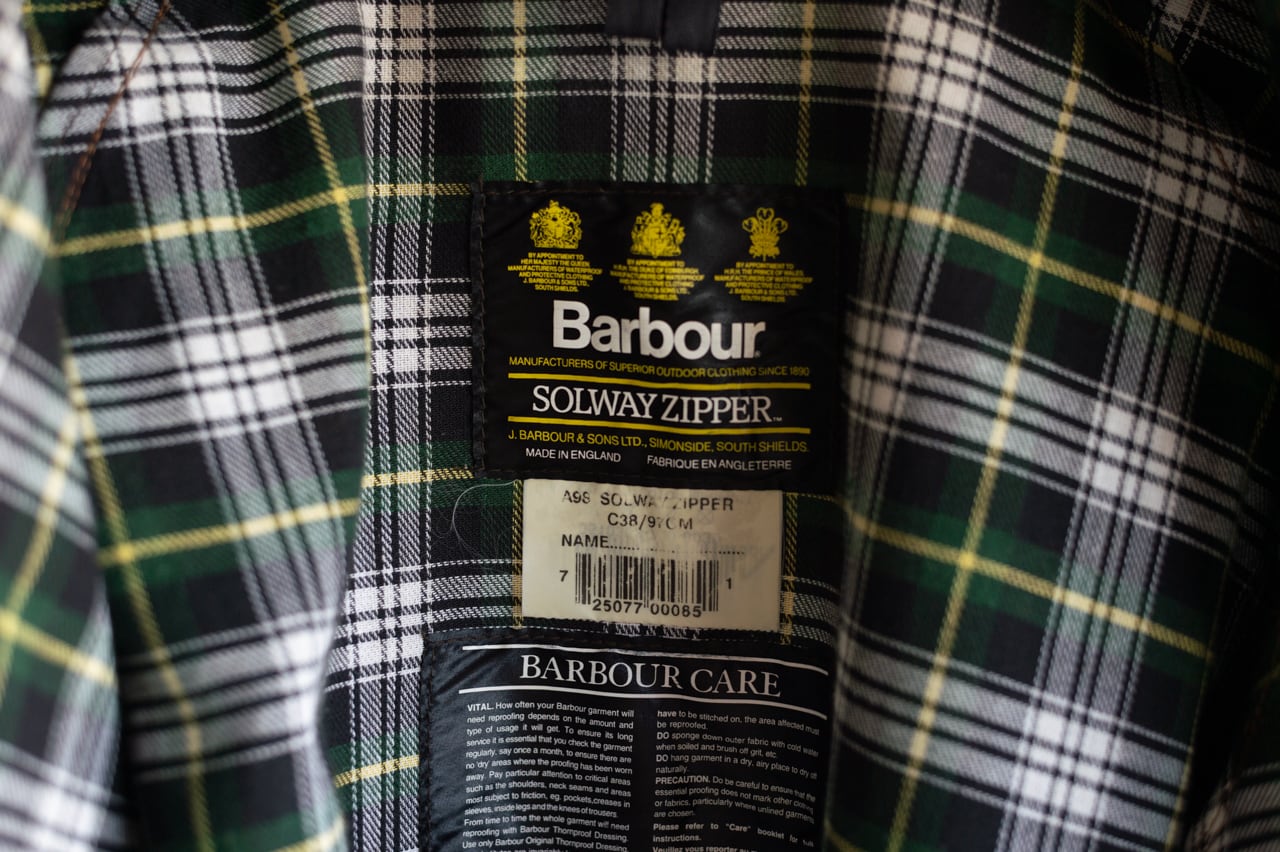 BY APPOINTMENT TO
HER MAJESTY THE QUEEN
MANUFACTURERS OF WATERPROOF
AND PROTECTIVE CLOTHING
J. BARBOUR & SONS LTD.,
SOUTH SHIELDS.
BY APPOINTMENT TO
H.R.H. THE DUKE OF EDINBURGH
MANUFACTURERS OF WATERPROOF
AND PROTECTIVE CLOTHING
J. BARBOUR & SONS LTD.,
SOUTH SHIELDS.
BY APPOINTMENT TO
H.R.H. THE PRINCE OF WALES
MANUFACTURERS OF WATERPROOF
AND PROTECTIVE CLOTHING
J. BARBOUR & SONS LTD.,
SOUTH SHIELDS.
Barbour®
MANUFACTURERS OF SUPERIOR OUTDOOR CLOTHING SINCE 1890
SOLWAY ZIPPER™
J. BARBOUR & SONS LTD., SIMONSIDE, SOUTH SHIELDS.
MADE IN ENGLAND FABRIQUE EN ANGLETERRE
A98 SOLWAY ZIPPER
C38/97CM
NAME......................
7 25077 00065 1
BARBOUR CARE
VITAL. How often your Barbour garment will
need reproofing depends on the amount and
type of usage it will get. To ensure its long
service it is essential that you check the garment
regularly, say once a month, to ensure there are
no 'dry' areas where the proofing has been worn
away. Pay particular attention to critical areas
such as the shoulders, neck seams and areas
most subject to friction, eg. pockets, creases in
sleeves, inside legs and the knees of trousers.
From time to time the whole garment will need
reproofing with Barbour Thornproof Dressing.
Use only Barbour Original Thornproof Dressing.
have to be stitched on, the area affected must
be reproofed.
DO sponge down outer fabric with cold water
when soiled and brush off grit, etc.
DO hang garment in a dry, airy place to dry off
naturally.
PRECAUTION. Do be careful to ensure that the
essential proofing does not mark other clothing
or fabrics, particularly where unlined garments
are chosen.
Please refer to "Care" booklet for full
instructions.
Veuillez vous reporter au